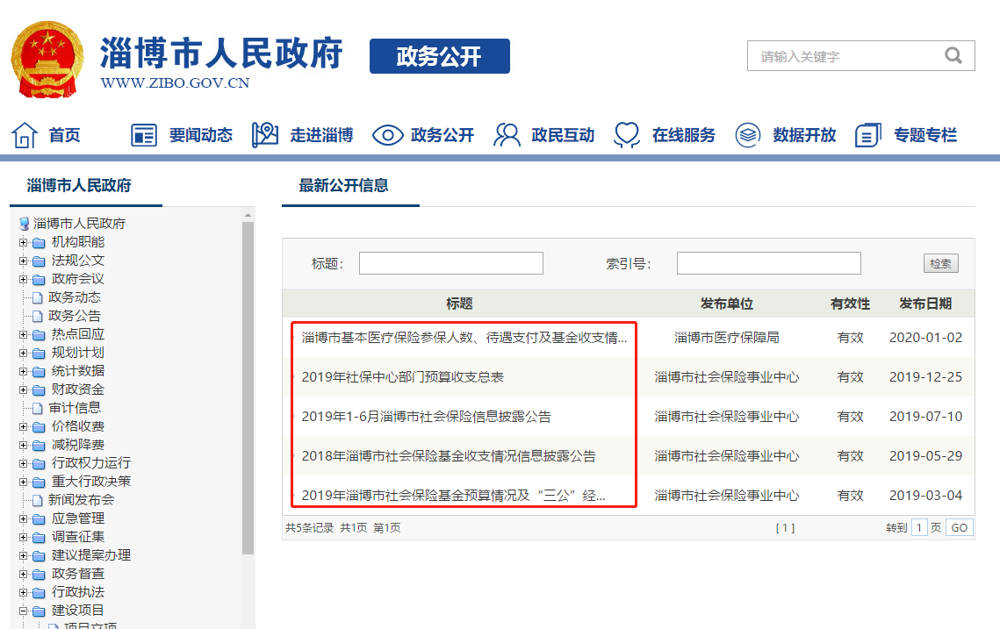 淄博市人民政府
WWW.ZIBO.GOV.CN
政务公开
请输入关键字
首页 要闻动态 走进淄博 政务公开 政民互动 在线服务 数据开放 专题专栏
淄博市人民政府
淄博市人民政府
机构职能
法规公文
政府会议
政务动态
政务公告
热点回应
规划计划
统计数据
财政资金
审计信息
价格收费
减税降费
行政权力运行
重大行政决策
新闻发布会
应急管理
调查征集
建议提案办理
政务督查
行政执法
建设项目
项目立项
最新公开信息
标题： 索引号： 检索
标题 发布单位 有效性 发布日期
淄博市基本医疗保险参保人数、待遇支付及基金收支情... 淄博市医疗保障局 有效 2020-01-02
2019年社保中心部门预算收支总表 淄博市社会保险事业中心 有效 2019-12-25
2019年1-6月淄博市社会保险信息披露公告 淄博市社会保险事业中心 有效 2019-07-10
2018年淄博市社会保险基金收支情况信息披露公告 淄博市社会保险事业中心 有效 2019-05-29
2019年淄博市社会保险基金预算情况及“三公”经... 淄博市社会保险事业中心 有效 2019-03-04
共5条记录 共1页 第1页 [ 1 ] 转到 1 页 GO